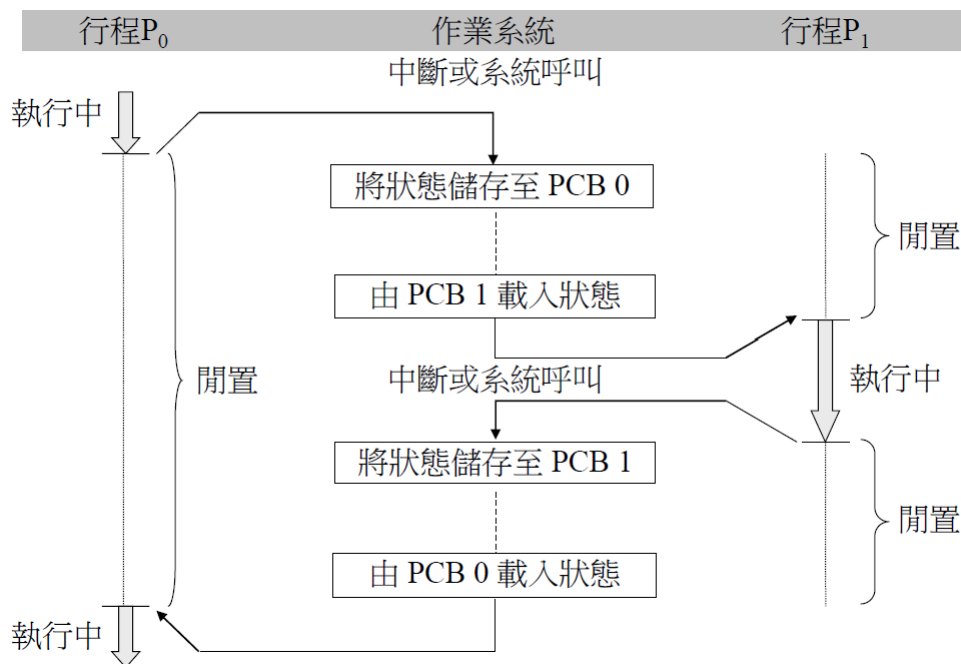 行程P₀
作業系統
行程P₁
中斷或系統呼叫
執行中
將狀態儲存至 PCB 0
閒置
由 PCB 1 載入狀態
閒置
中斷或系統呼叫
執行中
將狀態儲存至 PCB 1
閒置
由 PCB 0 載入狀態
執行中